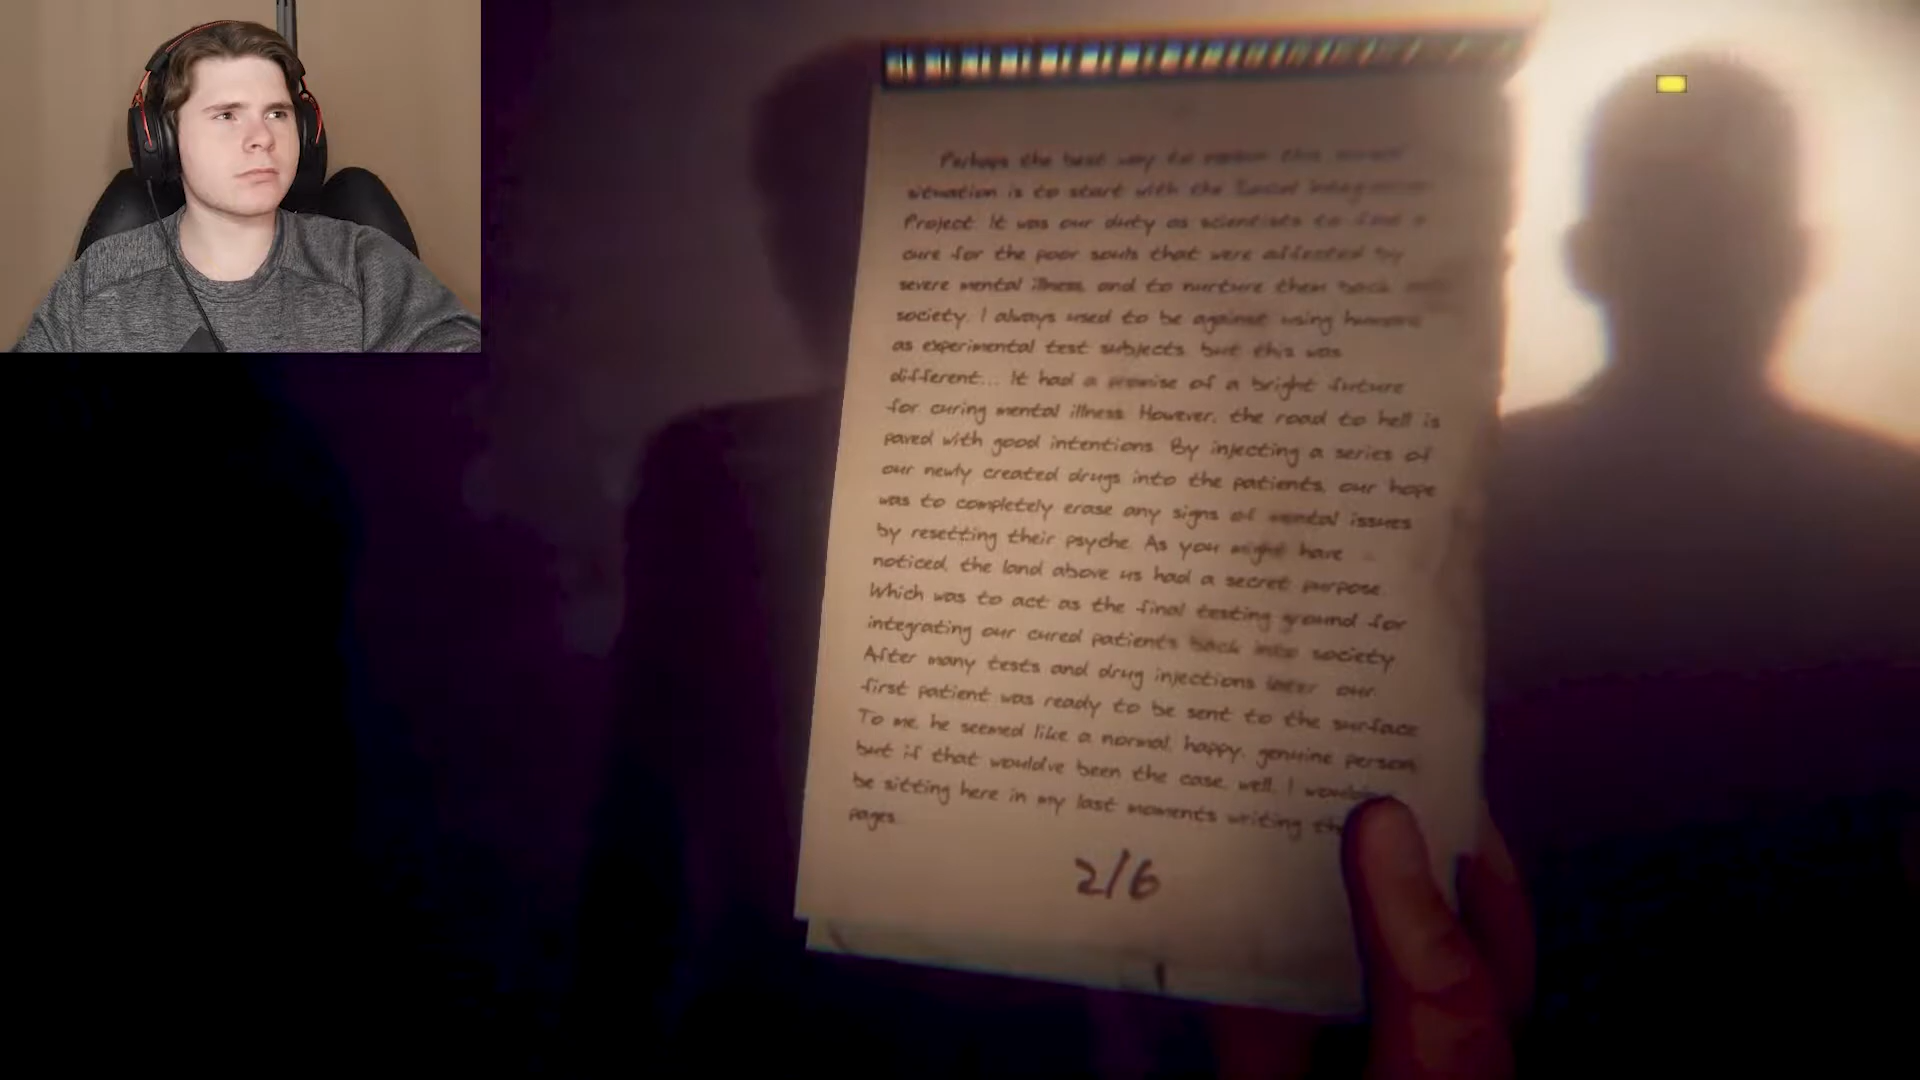 Perhaps the best way to reason this
situation is to start with the Social Integration
Project. It was our duty as scientists to find a
cure for the poor souls that were affected by
severe mental illness, and to nurture them back into
society. I always used to be against using humans
as experimental test subjects, but this was
different... It had a promise of a bright future
for curing mental illness. However, the road to hell is
paved with good intentions. By injecting a series of
our newly created drugs into the patients, our hope
was to completely erase any signs of mental issues
by resetting their psyche. As you might have
noticed, the land above us had a secret purpose.
Which was to act as the final testing ground for
integrating our cured patients back into society.
After many tests and drug injections later, our
first patient was ready to be sent to the surface.
To me, he seemed like a normal, happy, genuine person,
but if that would've been the case, well, I wouldn't
be sitting here in my last moments writing
pages.
2/6